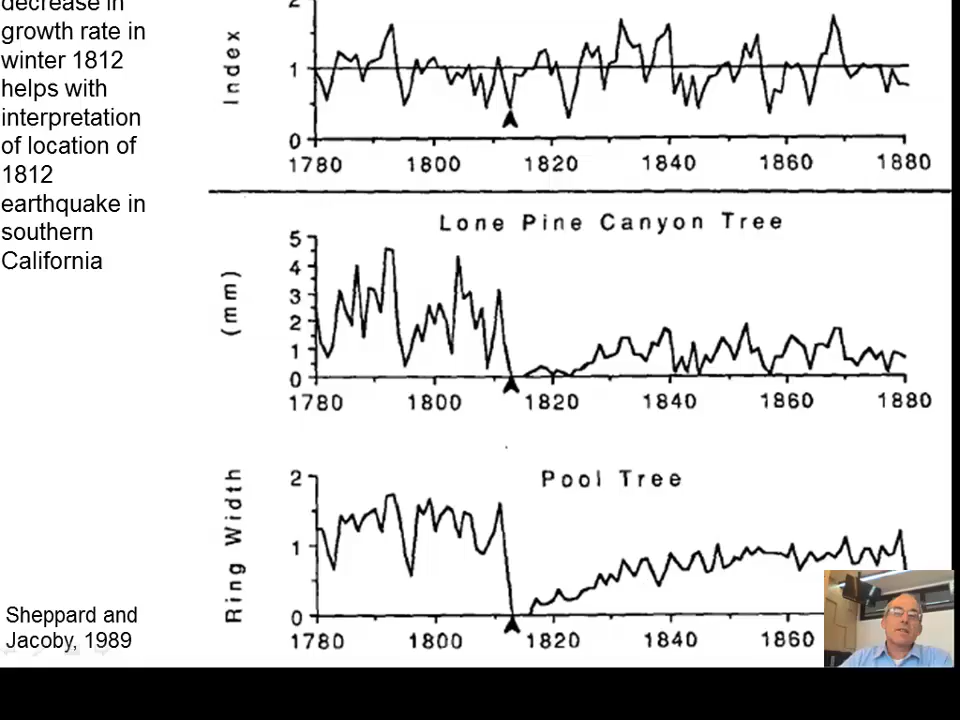 decrease in
growth rate in
winter 1812
helps with
interpretation
of location of
1812
earthquake in
southern
California
Sheppard and
Jacoby, 1989
Index
2
1
0
1780 1800 1820 1840 1860 1880
Lone Pine Canyon Tree
(mm)
5
4
3
2
1
0
1780 1800 1820 1840 1860 1880
Pool Tree
Ring Width
2
1
0
1780 1800 1820 1840 1860